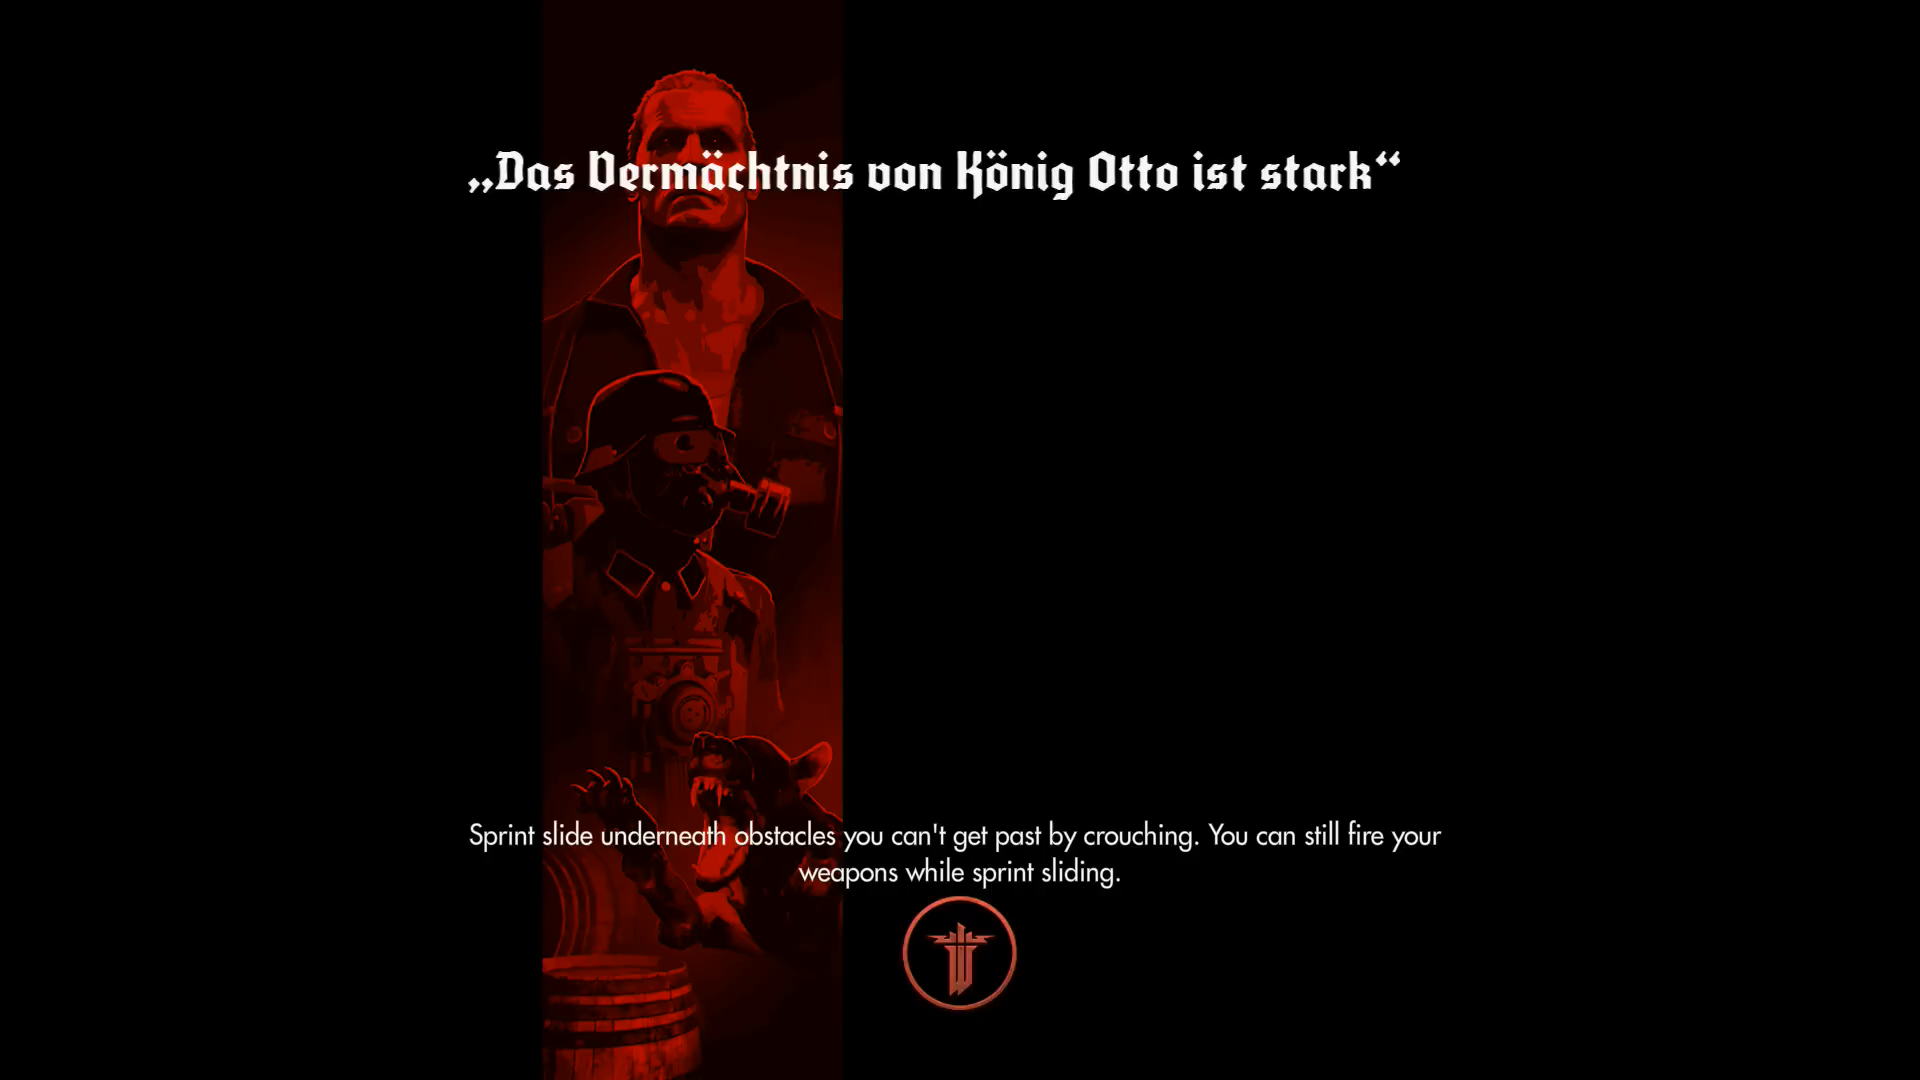 „Das Vermächtnis von König Otto ist stark“
Sprint slide underneath obstacles you can't get past by crouching. You can still fire your
weapons while sprint sliding.